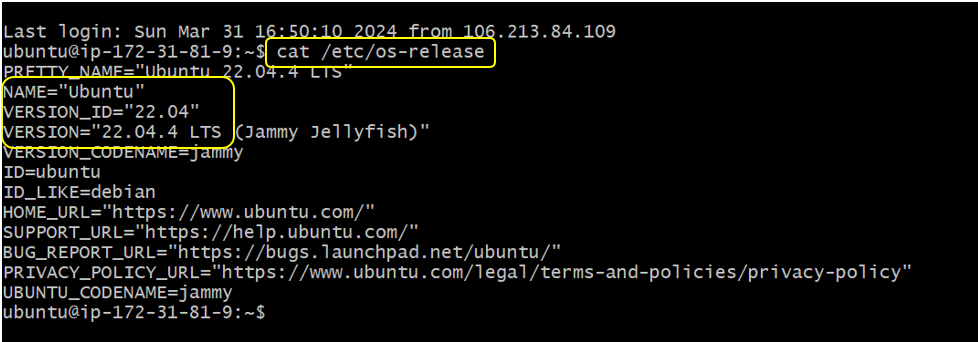 Last login: Sun Mar 31 16:50:10 2024 from 106.213.84.109
ubuntu@ip-172-31-81-9:~$ cat /etc/os-release
PRETTY_NAME="Ubuntu 22.04.4 LTS"
NAME="Ubuntu"
VERSION_ID="22.04"
VERSION="22.04.4 LTS (Jammy Jellyfish)"
VERSION_CODENAME=jammy
ID=ubuntu
ID_LIKE=debian
HOME_URL="https://www.ubuntu.com/"
SUPPORT_URL="https://help.ubuntu.com/"
BUG_REPORT_URL="https://bugs.launchpad.net/ubuntu/"
PRIVACY_POLICY_URL="https://www.ubuntu.com/legal/terms-and-policies/privacy-policy"
UBUNTU_CODENAME=jammy
ubuntu@ip-172-31-81-9:~$